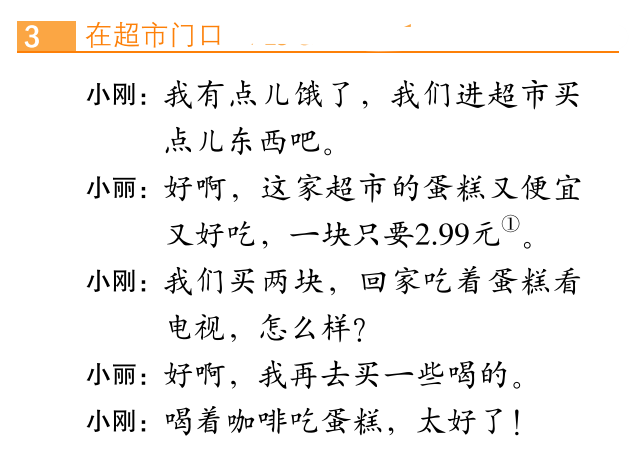 3 在超市门口
小刚：我有点儿饿了，我们进超市买
点儿东西吧。
小丽：好啊，这家超市的蛋糕又便宜
又好吃，一块只要2.99元①。
小刚：我们买两块，回家吃着蛋糕看
电视，怎么样？
小丽：好啊，我再去买一些喝的。
小刚：喝着咖啡吃蛋糕，太好了！